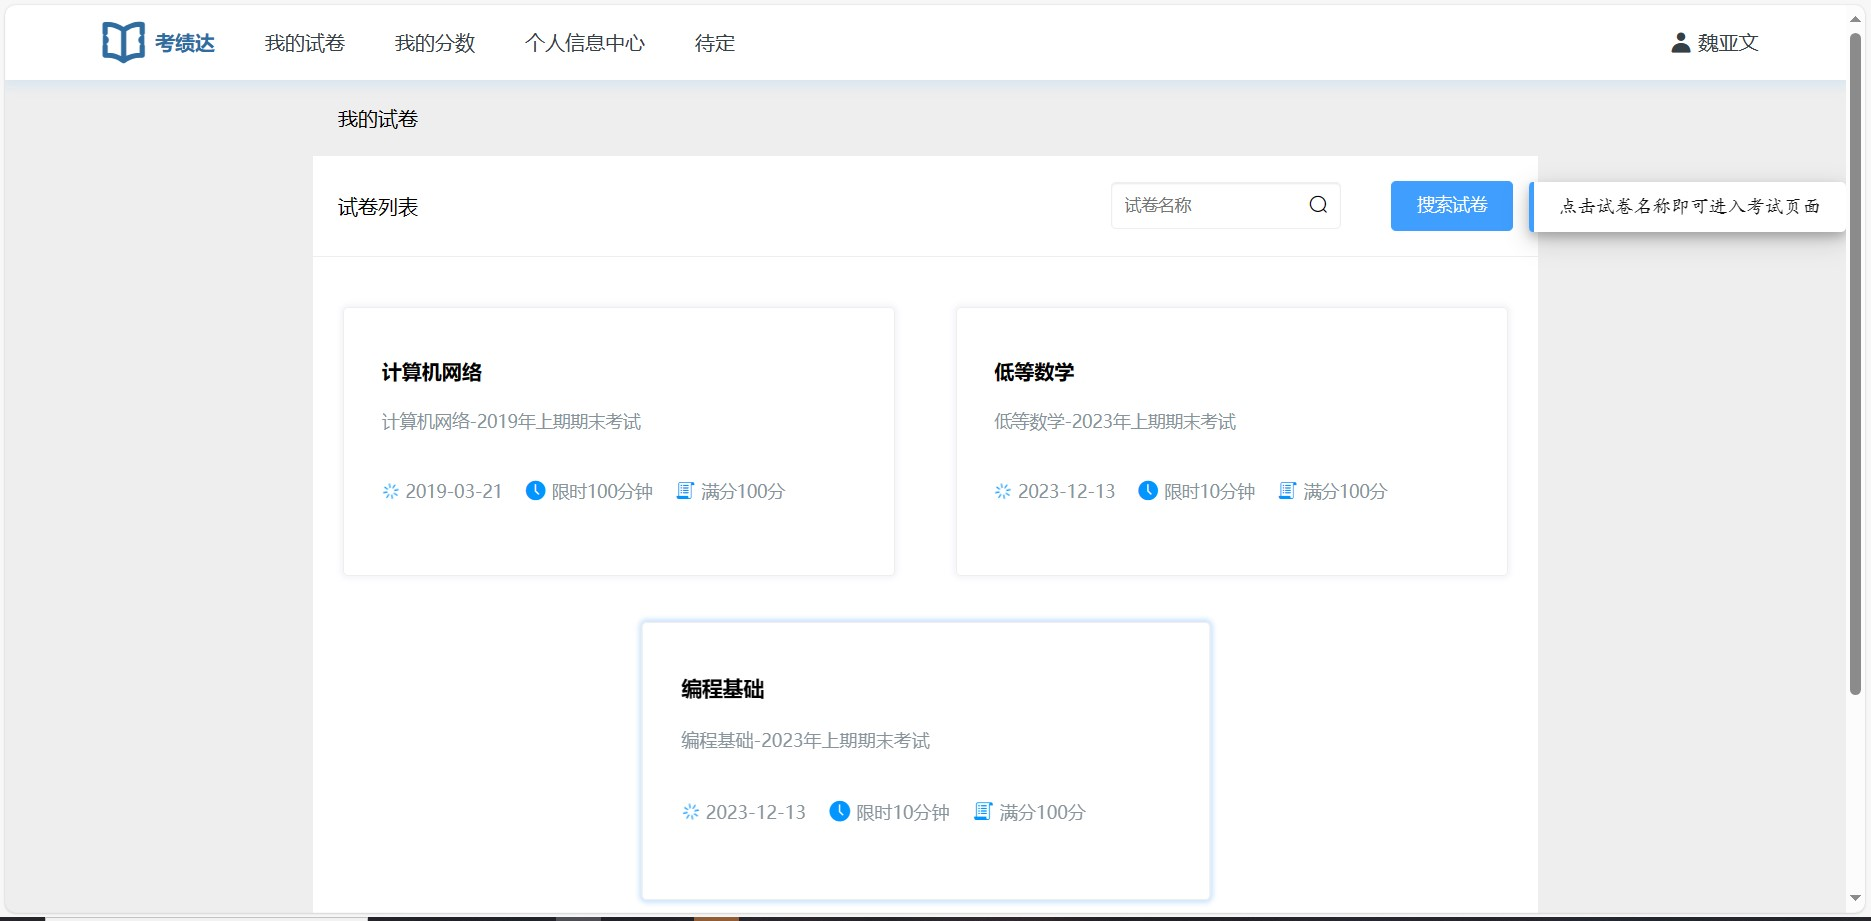 考绩达
我的试卷
我的分数
个人信息中心
待定
魏亚文
我的试卷
试卷列表
试卷名称
搜索试卷
点击试卷名称即可进入考试页面
计算机网络
计算机网络-2019年上期期末考试
2019-03-21 限时100分钟 满分100分
低等数学
低等数学-2023年上期期末考试
2023-12-13 限时10分钟 满分100分
编程基础
编程基础-2023年上期期末考试
2023-12-13 限时10分钟 满分100分